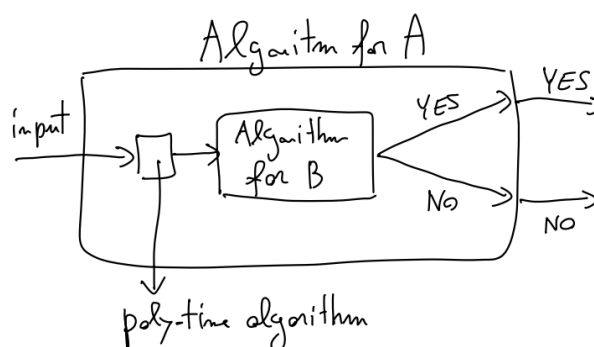 Algoritm for A
input
Algorithm
for B
YES
NO
YES
NO
poly-time algorithm